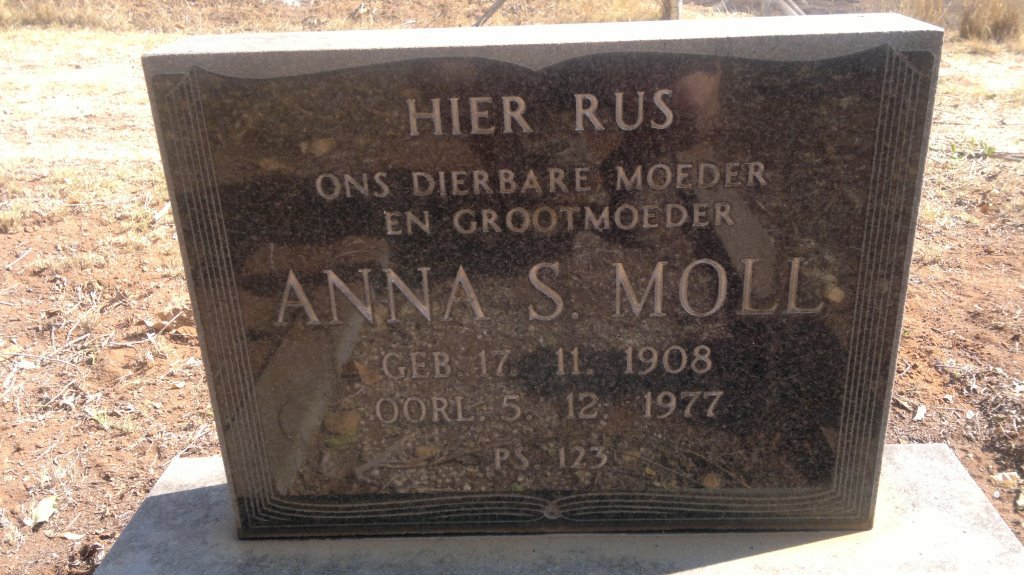 HIER RUS
ONS DIERBARE MOEDER
EN GROOTMOEDER
ANNA S. MOLL
GEB 17. 11. 1908
OORL. 5. 12. 1977
PS. 123